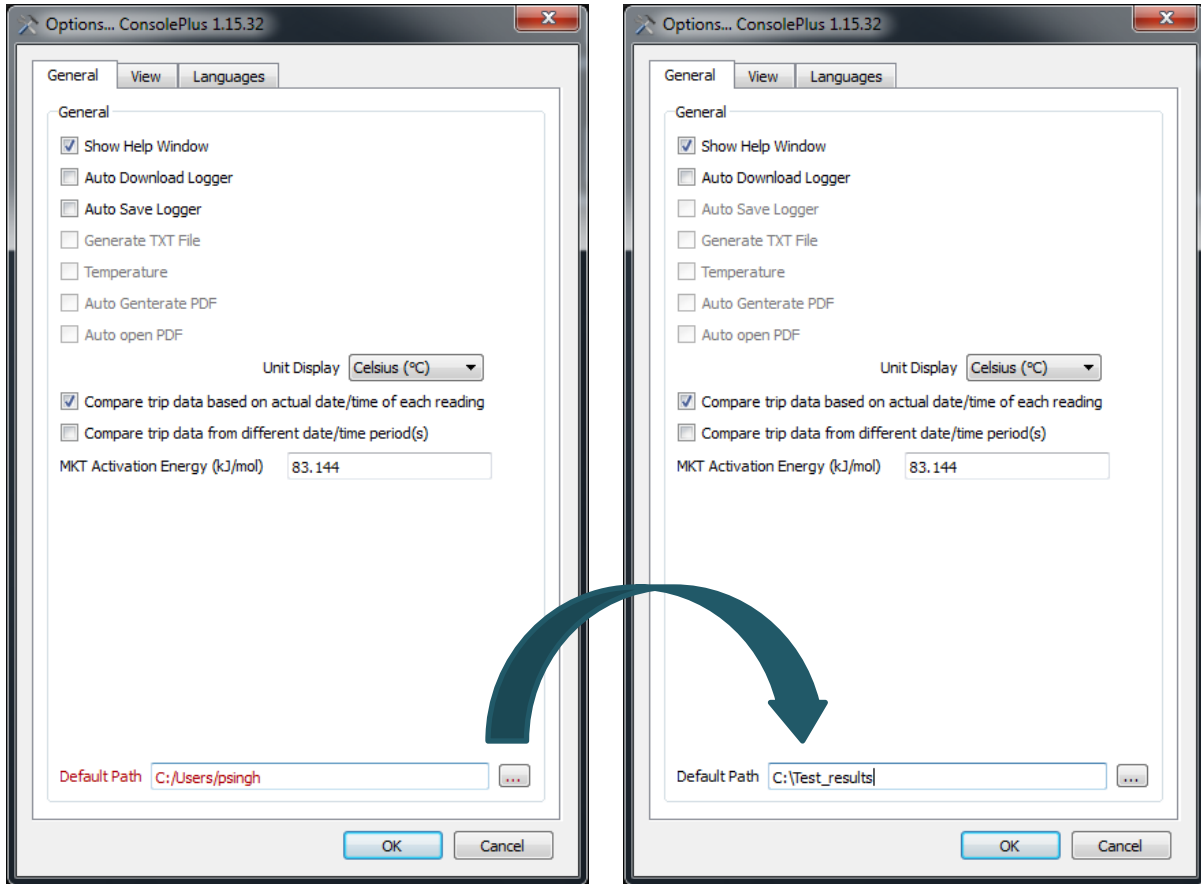 Options... ConsolePlus 1.15.32
General View Languages
General
Show Help Window
Auto Download Logger
Auto Save Logger
Generate TXT File
Temperature
Auto Genterate PDF
Auto open PDF
Unit Display Celsius (°C)
Compare trip data based on actual date/time of each reading
Compare trip data from different date/time period(s)
MKT Activation Energy (kJ/mol) 83.144
Default Path C:/Users/psingh ...
OK Cancel
Options... ConsolePlus 1.15.32
General View Languages
General
Show Help Window
Auto Download Logger
Auto Save Logger
Generate TXT File
Temperature
Auto Genterate PDF
Auto open PDF
Unit Display Celsius (°C)
Compare trip data based on actual date/time of each reading
Compare trip data from different date/time period(s)
MKT Activation Energy (kJ/mol) 83.144
Default Path C:\Test_results ...
OK Cancel